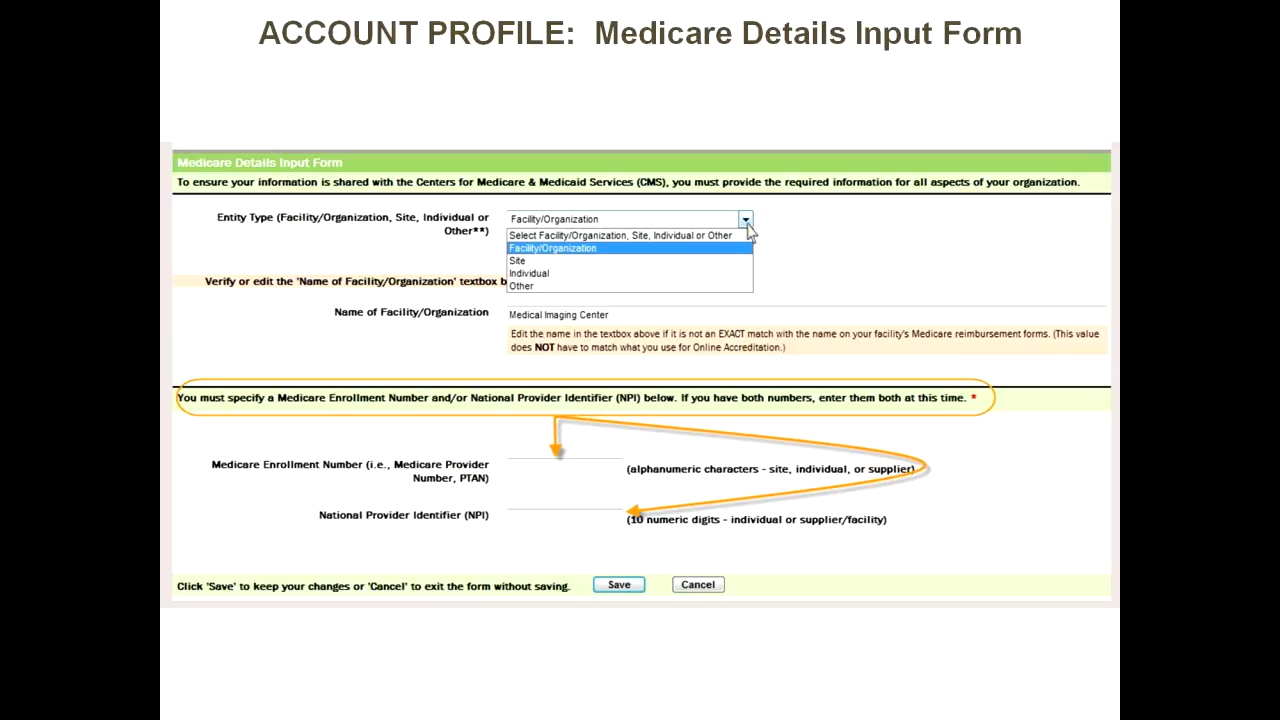 ACCOUNT PROFILE: Medicare Details Input Form
Medicare Details Input Form
To ensure your information is shared with the Centers for Medicare & Medicaid Services (CMS), you must provide the required information for all aspects of your organization.
Entity Type (Facility/Organization, Site, Individual or
Other**)
Facility/Organization
Select Facility/Organization, Site, Individual or Other
Facility/Organization
Site
Individual
Other
Verify or edit the 'Name of Facility/Organization' textbox
Name of Facility/Organization
Medical Imaging Center
Edit the name in the textbox above if it is not an EXACT match with the name on your facility's Medicare reimbursement forms. (This value
does NOT have to match what you use for Online Accreditation.)
You must specify a Medicare Enrollment Number and/or National Provider Identifier (NPI) below. If you have both numbers, enter them both at this time. *
Medicare Enrollment Number (i.e., Medicare Provider
Number, PTAN)
(alphanumeric characters - site, individual, or supplier)
National Provider Identifier (NPI)
(10 numeric digits - individual or supplier/facility)
Click 'Save' to keep your changes or 'Cancel' to exit the form without saving.
Save
Cancel